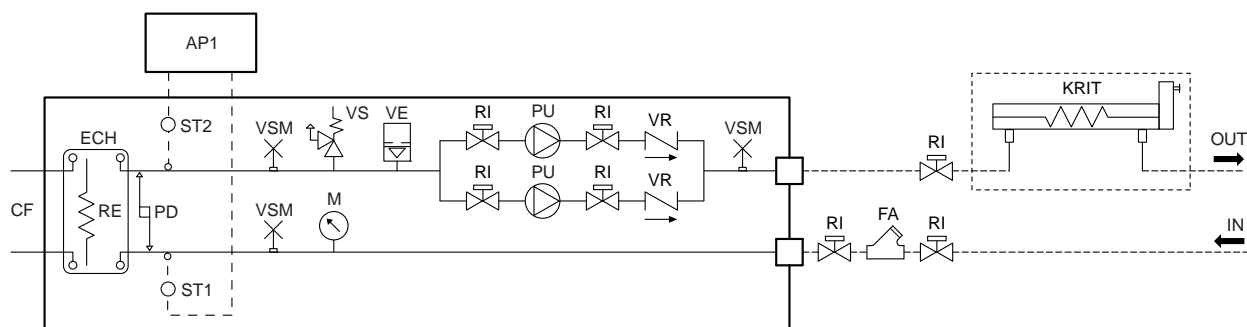 AP1
KRIT
ST2
VSM
VS
VE
RI
PU
RI
VR
VSM
ECH
RI
OUT
RI
PU
RI
VR
CF
RE
PD
VSM
M
RI
FA
RI
IN
ST1